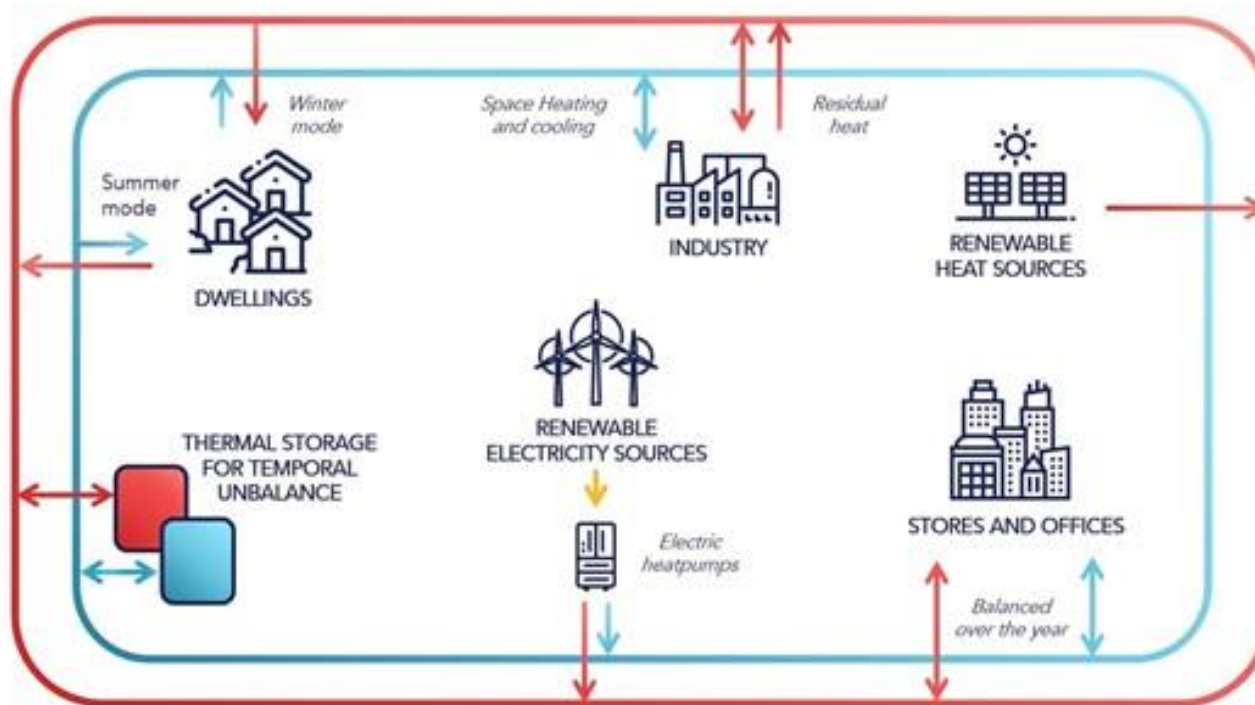 Winter
mode
Space Heating
and cooling
Residual
heat
Summer
mode
DWELLINGS
INDUSTRY
RENEWABLE
HEAT SOURCES
RENEWABLE
ELECTRICITY SOURCES
THERMAL STORAGE
FOR TEMPORAL
UNBALANCE
Electric
heatpumps
STORES AND OFFICES
Balanced
over the year